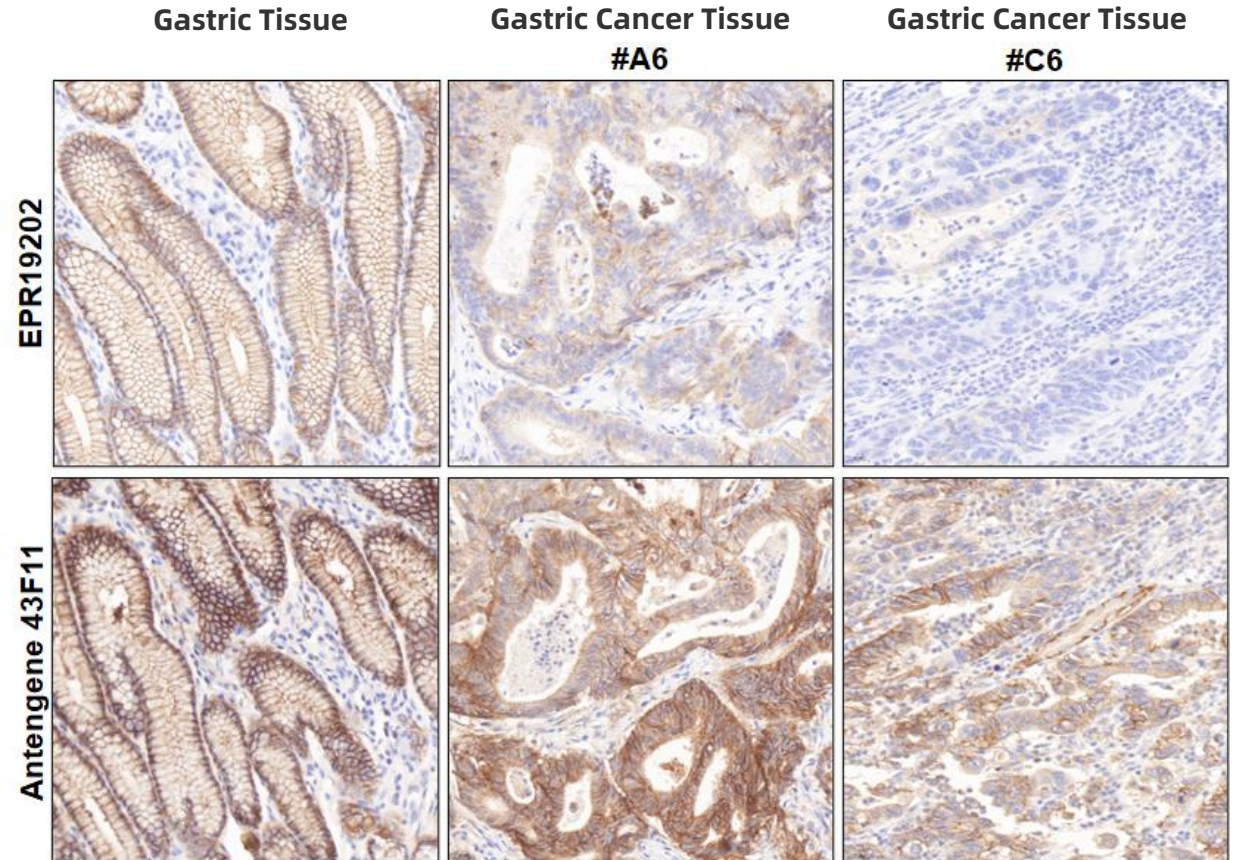 Gastric Tissue
Gastric Cancer Tissue
#A6
Gastric Cancer Tissue
#C6
EPR19202
Antengene 43F11